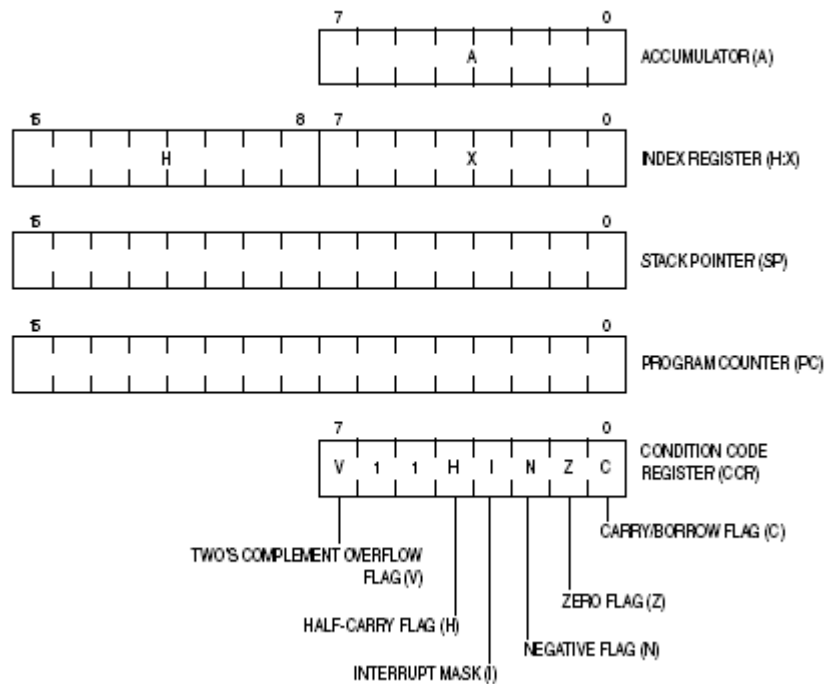 7 0
A
ACCUMULATOR (A)
15 8 7 0
H X
INDEX REGISTER (H:X)
15 0
STACK POINTER (SP)
15 0
PROGRAM COUNTER (PC)
7 0
V 1 1 H I N Z C
CONDITION CODE
REGISTER (CCR)
CARRY/BORROW FLAG (C)
TWO'S COMPLEMENT OVERFLOW
FLAG (V)
ZERO FLAG (Z)
HALF-CARRY FLAG (H)
NEGATIVE FLAG (N)
INTERRUPT MASK (I)